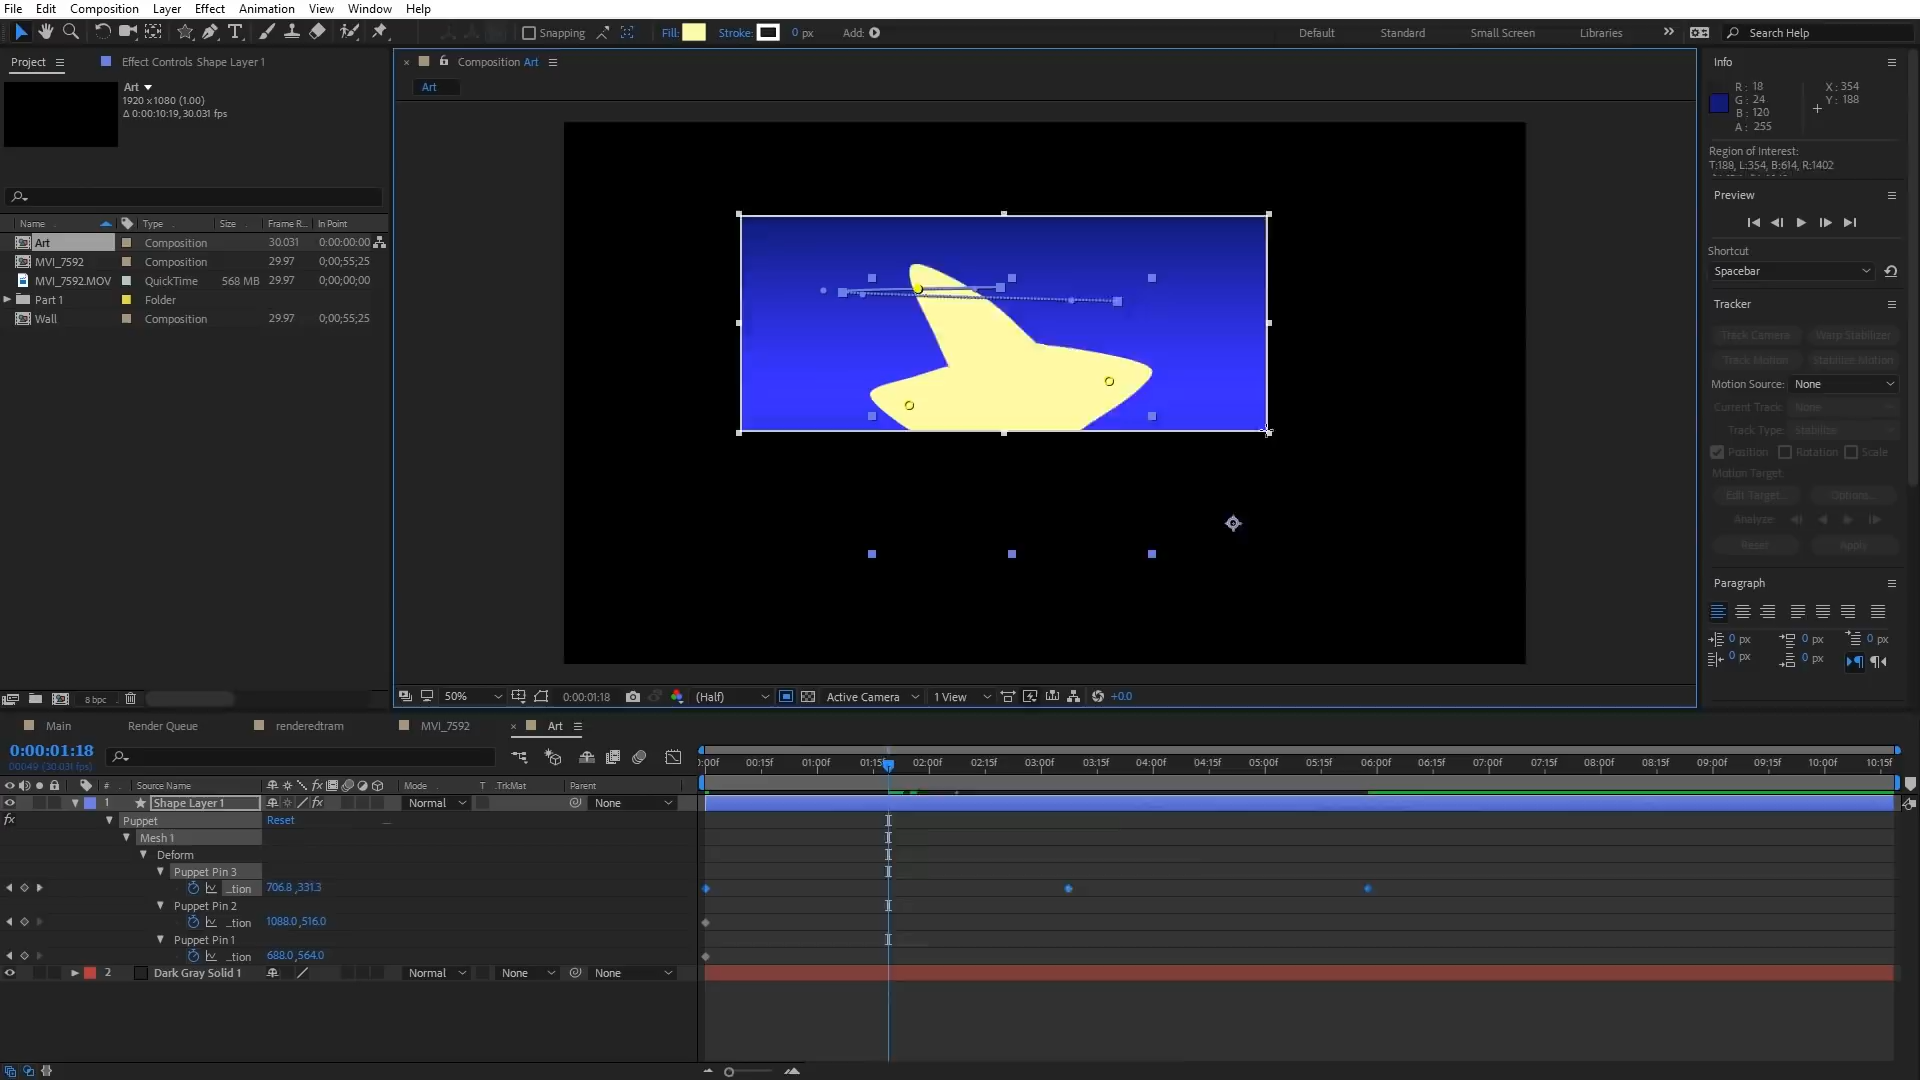 File Edit Composition Layer Effect Animation View Window Help
Snapping Fill: Stroke: 0 px Add: Default Standard Small Screen Libraries Search Help
Project Effect Controls Shape Layer 1
Art
1920 x 1080 (1.00)
Δ 0:00:10:19, 30.031 fps
Name Type Size Frame R... In Point
Art Composition 30.031 0:00:00:00
MVI_7592 Composition 29.97 0;00;55;25
MVI_7592.MOV QuickTime 568 MB 29.97 0;00;00;00
Part 1 Folder
Wall Composition 29.97 0;00;55;25
8 bpc
Composition Art
Art
50% 0:00:01:18 (Half) Active Camera 1 View +0.0
Info
R: 18 X: 354
G: 24 Y: 188
B: 120
A: 255
Region of Interest:
T:188, L:354, B:614, R:1402
Preview
Shortcut
Spacebar
Tracker
Track Camera Warp Stabilizer
Track Motion Stabilize Motion
Motion Source: None
Current Track: None
Track Type: Stabilize
Position Rotation Scale
Motion Target:
Edit Target... Options...
Analyze:
Reset Apply
Paragraph
0 px 0 px 0 px
0 px 0 px
Main Render Queue renderedtram MVI_7592 Art
0:00:01:18
00049 (30.031 fps)
# Source Name Mode T .TrkMat Parent
:00f 00:15f 01:00f 01:15f 02:00f 02:15f 03:00f 03:15f 04:00f 04:15f 05:00f 05:15f 06:00f 06:15f 07:00f 07:15f 08:00f 08:15f 09:00f 09:15f 10:00f 10:15f
1 Shape Layer 1 Normal None
Puppet Reset
Mesh 1
Deform
Puppet Pin 3
_tion 706.8,331.3
Puppet Pin 2
_tion 1088.0,516.0
Puppet Pin 1
_tion 688.0,564.0
2 Dark Gray Solid 1 Normal None None